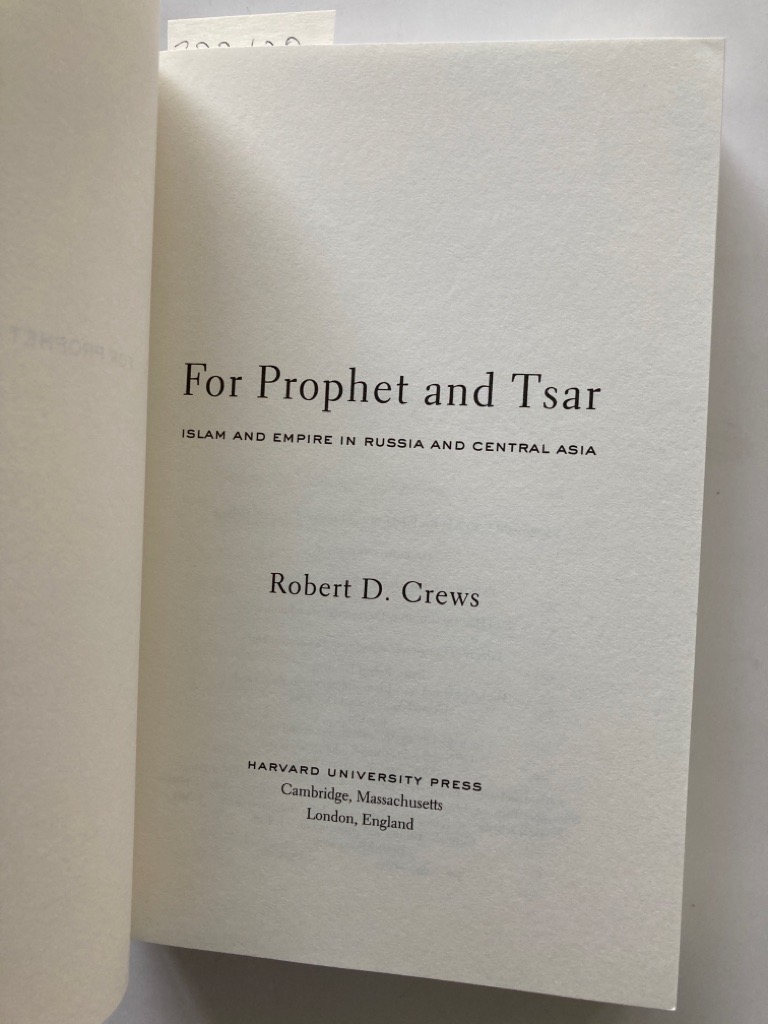 For Prophet and Tsar
ISLAM AND EMPIRE IN RUSSIA AND CENTRAL ASIA
Robert D. Crews
HARVARD UNIVERSITY PRESS
Cambridge, Massachusetts
London, England